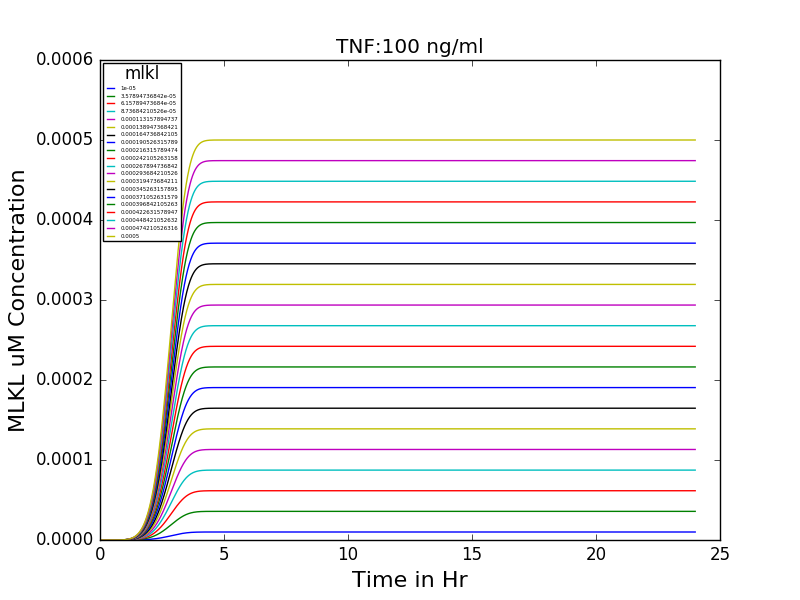 TNF:100 ng/ml
0.0006
0.0005
0.0004
0.0003
0.0002
0.0001
0.0000
MLKL uM Concentration
mlkl
1e-05
3.57894736842e-05
6.15789473684e-05
8.73684210526e-05
0.000113157894737
0.000138947368421
0.000164736842105
0.000190526315789
0.000216315789474
0.000242105263158
0.000267894736842
0.000293684210526
0.000319473684211
0.000345263157895
0.000371052631579
0.000396842105263
0.000422631578947
0.000448421052632
0.000474210526316
0.0005
0 5 10 15 20 25
Time in Hr